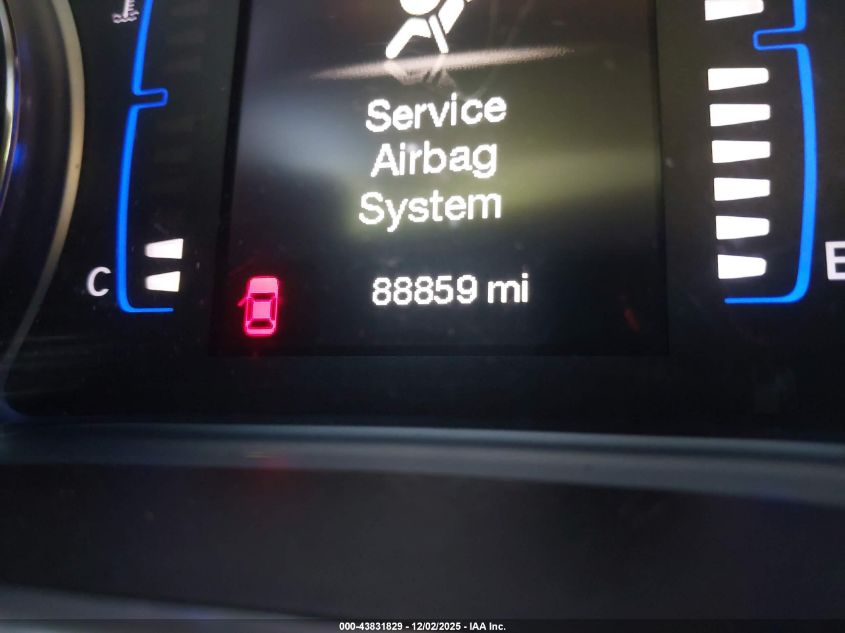 Service
Airbag
System
C
88859 mi
E
000-43831829 - 12/02/2025 - IAA Inc.